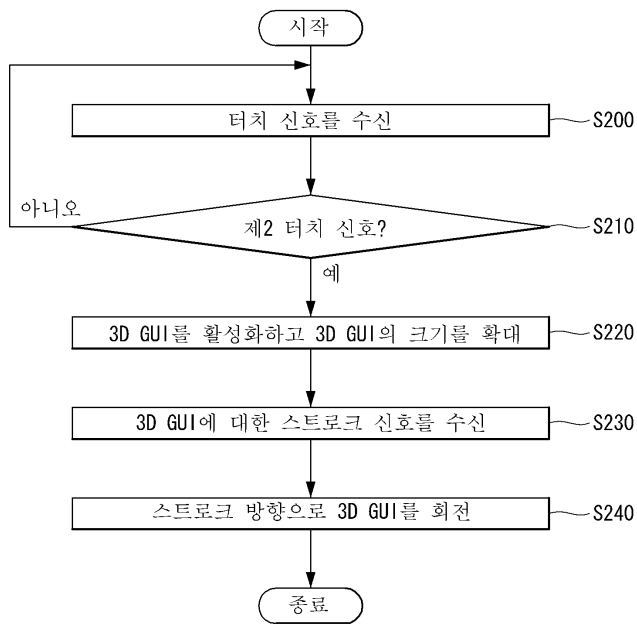 시작
터치 신호를 수신
S200
아니오
제2 터치 신호?
S210
예
3D GUI를 활성화하고 3D GUI의 크기를 확대
S220
3D GUI에 대한 스트로크 신호를 수신
S230
스트로크 방향으로 3D GUI를 회전
S240
종료